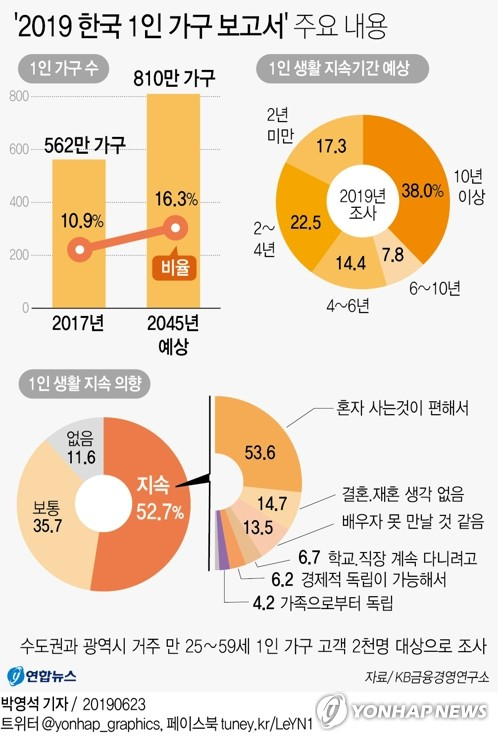 '2019 한국 1인 가구 보고서' 주요 내용
1인 가구 수
800
600
400
200
0
562만 가구
810만 가구
10.9%
16.3%
비율
2017년
2045년
예상
1인 생활 지속기간 예상
2019년
조사
10년
이상
38.0%
6～10년
7.8
4～6년
14.4
2～
4년
22.5
2년
미만
17.3
1인 생활 지속 의향
없음
11.6
보통
35.7
지속
52.7%
53.6
혼자 사는것이 편해서
14.7
결혼.재혼 생각 없음
13.5
배우자 못 만날 것 같음
6.7 학교.직장 계속 다니려고
6.2 경제적 독립이 가능해서
4.2 가족으로부터 독립
수도권과 광역시 거주 만 25～59세 1인 가구 고객 2천명 대상으로 조사
연합뉴스
자료/ KB금융경영연구소
박영석 기자 / 20190623
트위터 @yonhap_graphics, 페이스북 tuney.kr/LeYN1
YONHAP NEWS